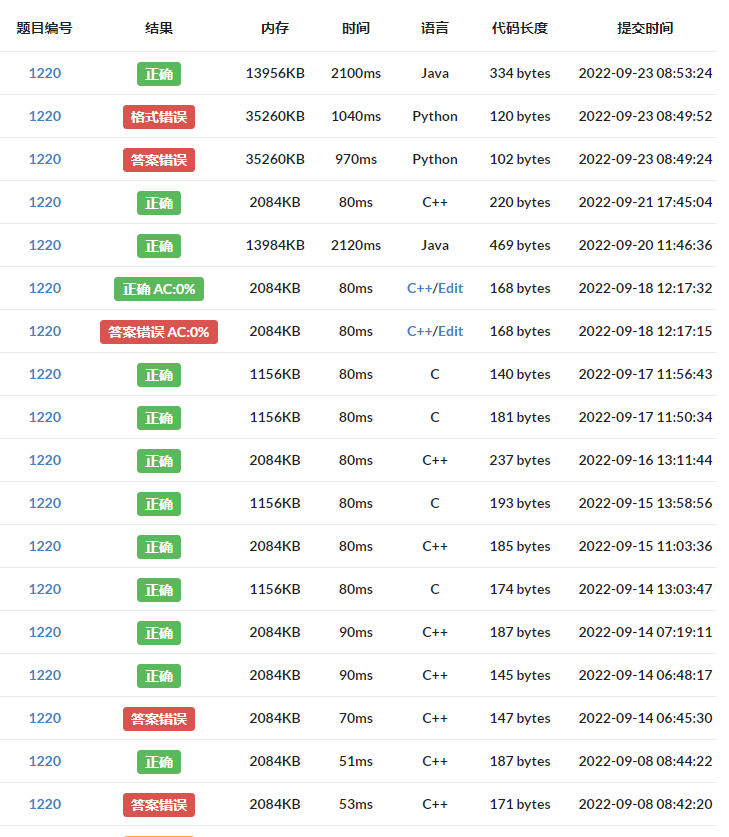 题目编号 结果 内存 时间 语言 代码长度 提交时间
1220 正确 13956KB 2100ms Java 334 bytes 2022-09-23 08:53:24
1220 格式错误 35260KB 1040ms Python 120 bytes 2022-09-23 08:49:52
1220 答案错误 35260KB 970ms Python 102 bytes 2022-09-23 08:49:24
1220 正确 2084KB 80ms C++ 220 bytes 2022-09-21 17:45:04
1220 正确 13984KB 2120ms Java 469 bytes 2022-09-20 11:46:36
1220 正确 AC:0% 2084KB 80ms C++/Edit 168 bytes 2022-09-18 12:17:32
1220 答案错误 AC:0% 2084KB 80ms C++/Edit 168 bytes 2022-09-18 12:17:15
1220 正确 1156KB 80ms C 140 bytes 2022-09-17 11:56:43
1220 正确 1156KB 80ms C 181 bytes 2022-09-17 11:50:34
1220 正确 2084KB 80ms C++ 237 bytes 2022-09-16 13:11:44
1220 正确 1156KB 80ms C 193 bytes 2022-09-15 13:58:56
1220 正确 2084KB 80ms C++ 185 bytes 2022-09-15 11:03:36
1220 正确 1156KB 80ms C 174 bytes 2022-09-14 13:03:47
1220 正确 2084KB 90ms C++ 187 bytes 2022-09-14 07:19:11
1220 正确 2084KB 90ms C++ 145 bytes 2022-09-14 06:48:17
1220 答案错误 2084KB 70ms C++ 147 bytes 2022-09-14 06:45:30
1220 正确 2084KB 51ms C++ 187 bytes 2022-09-08 08:44:22
1220 答案错误 2084KB 53ms C++ 171 bytes 2022-09-08 08:42:20